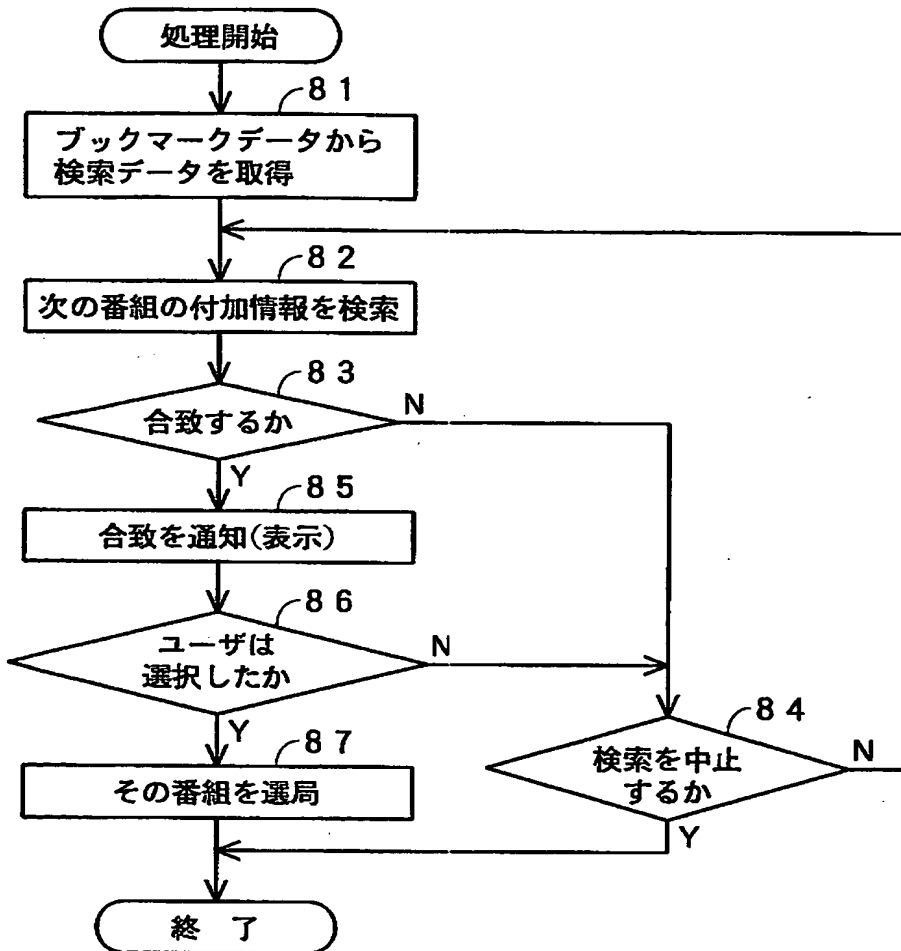 処理開始
81
ブックマークデータから
検索データを取得
82
次の番組の付加情報を検索
83
合致するか
N
Y
85
合致を通知(表示)
86
ユーザは
選択したか
N
Y
84
検索を中止
するか
N
Y
87
その番組を選局
終 了